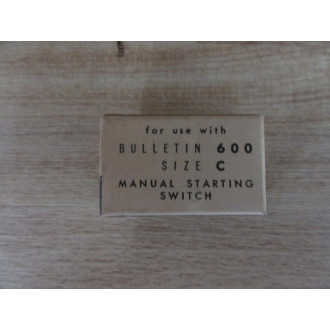 for use with
BULLETIN 600
SIZE C
MANUAL STARTING
SWITCH